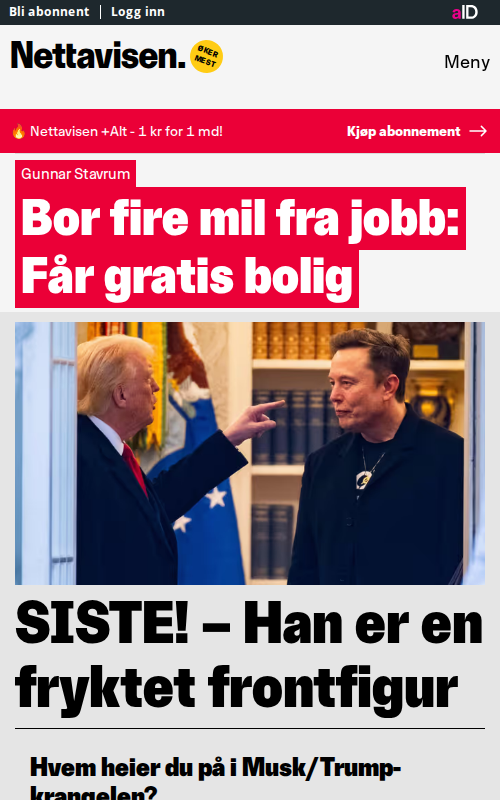 Bli abonnent | Logg inn
aID
Nettavisen.
ØKER
MEST
Meny
🔥 Nettavisen +Alt - 1 kr for 1 md!
Kjøp abonnement →
Gunnar Stavrum
Bor fire mil fra jobb:
Får gratis bolig
SISTE! – Han er en
fryktet frontfigur
Hvem heier du på i Musk/Trump-
krangelen?